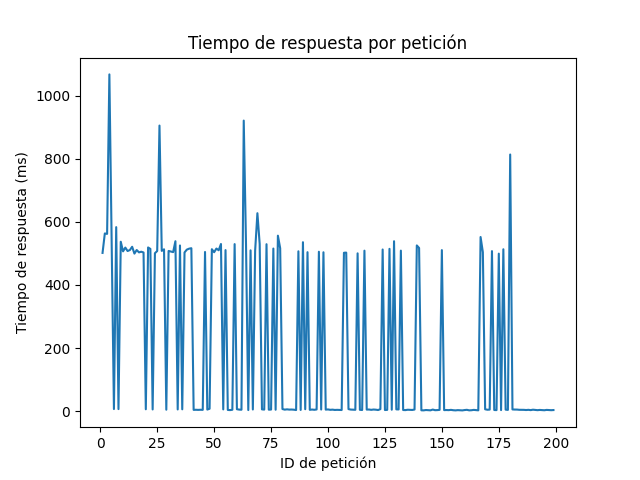 Tiempo de respuesta por petición
1000
800
600
400
200
0
Tiempo de respuesta (ms)
0 25 50 75 100 125 150 175 200
ID de petición